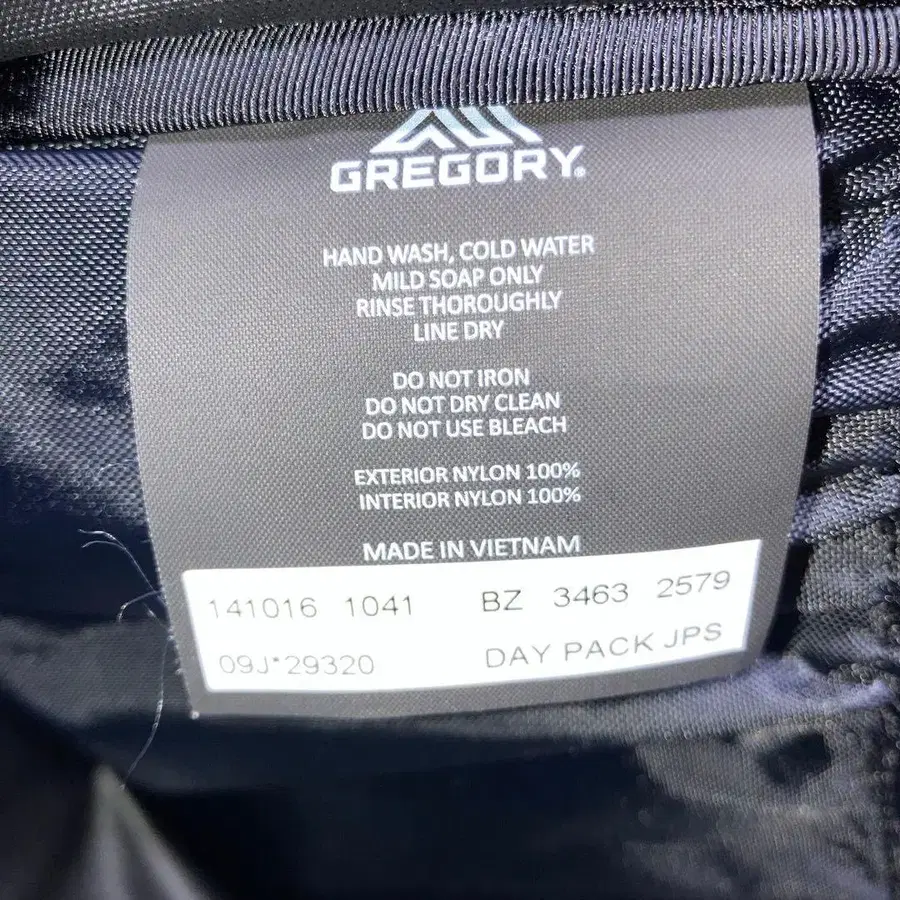 GREGORY®
HAND WASH, COLD WATER
MILD SOAP ONLY
RINSE THOROUGHLY
LINE DRY
DO NOT IRON
DO NOT DRY CLEAN
DO NOT USE BLEACH
EXTERIOR NYLON 100%
INTERIOR NYLON 100%
MADE IN VIETNAM
141016 1041 BZ 3463 2579
09J*29320 DAY PACK JPS